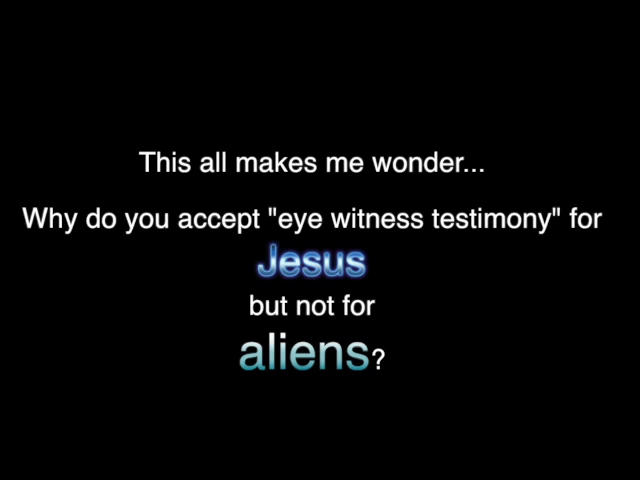 This all makes me wonder...
Why do you accept "eye witness testimony" for
Jesus
but not for
aliens?